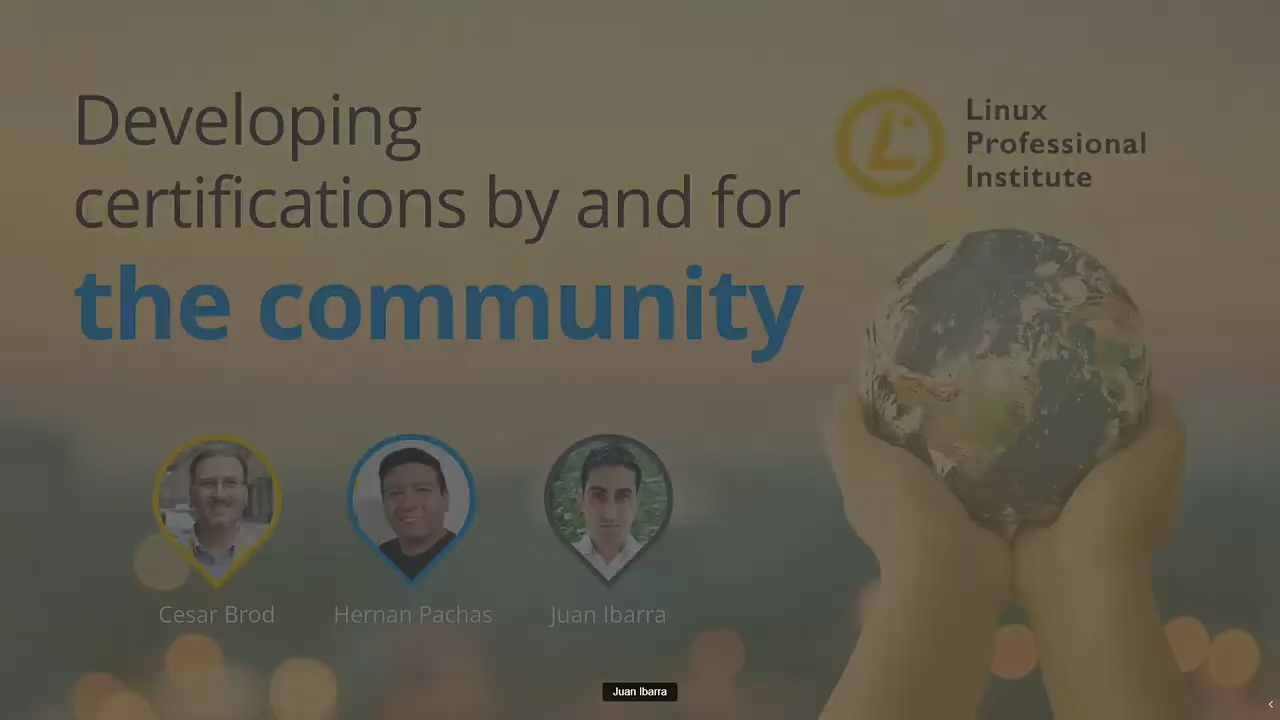 Developing
certifications by and for
the community
Linux
Professional
Institute
Cesar Brod
Hernan Pachas
Juan Ibarra
Juan Ibarra